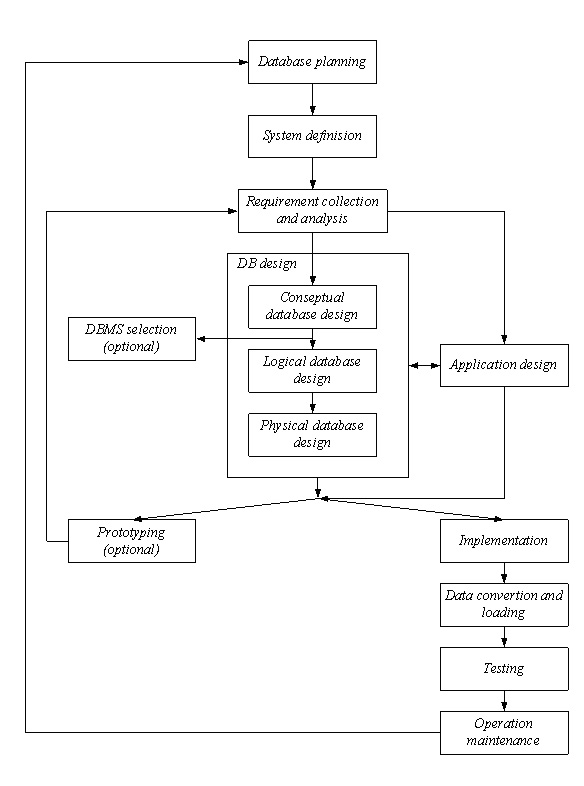 Database planning
System definision
Requirement collection
and analysis
DB design
Conseptual
database design
DBMS selection
(optional)
Logical database
design
Application design
Physical database
design
Prototyping
(optional)
Implementation
Data convertion and
loading
Testing
Operation
maintenance